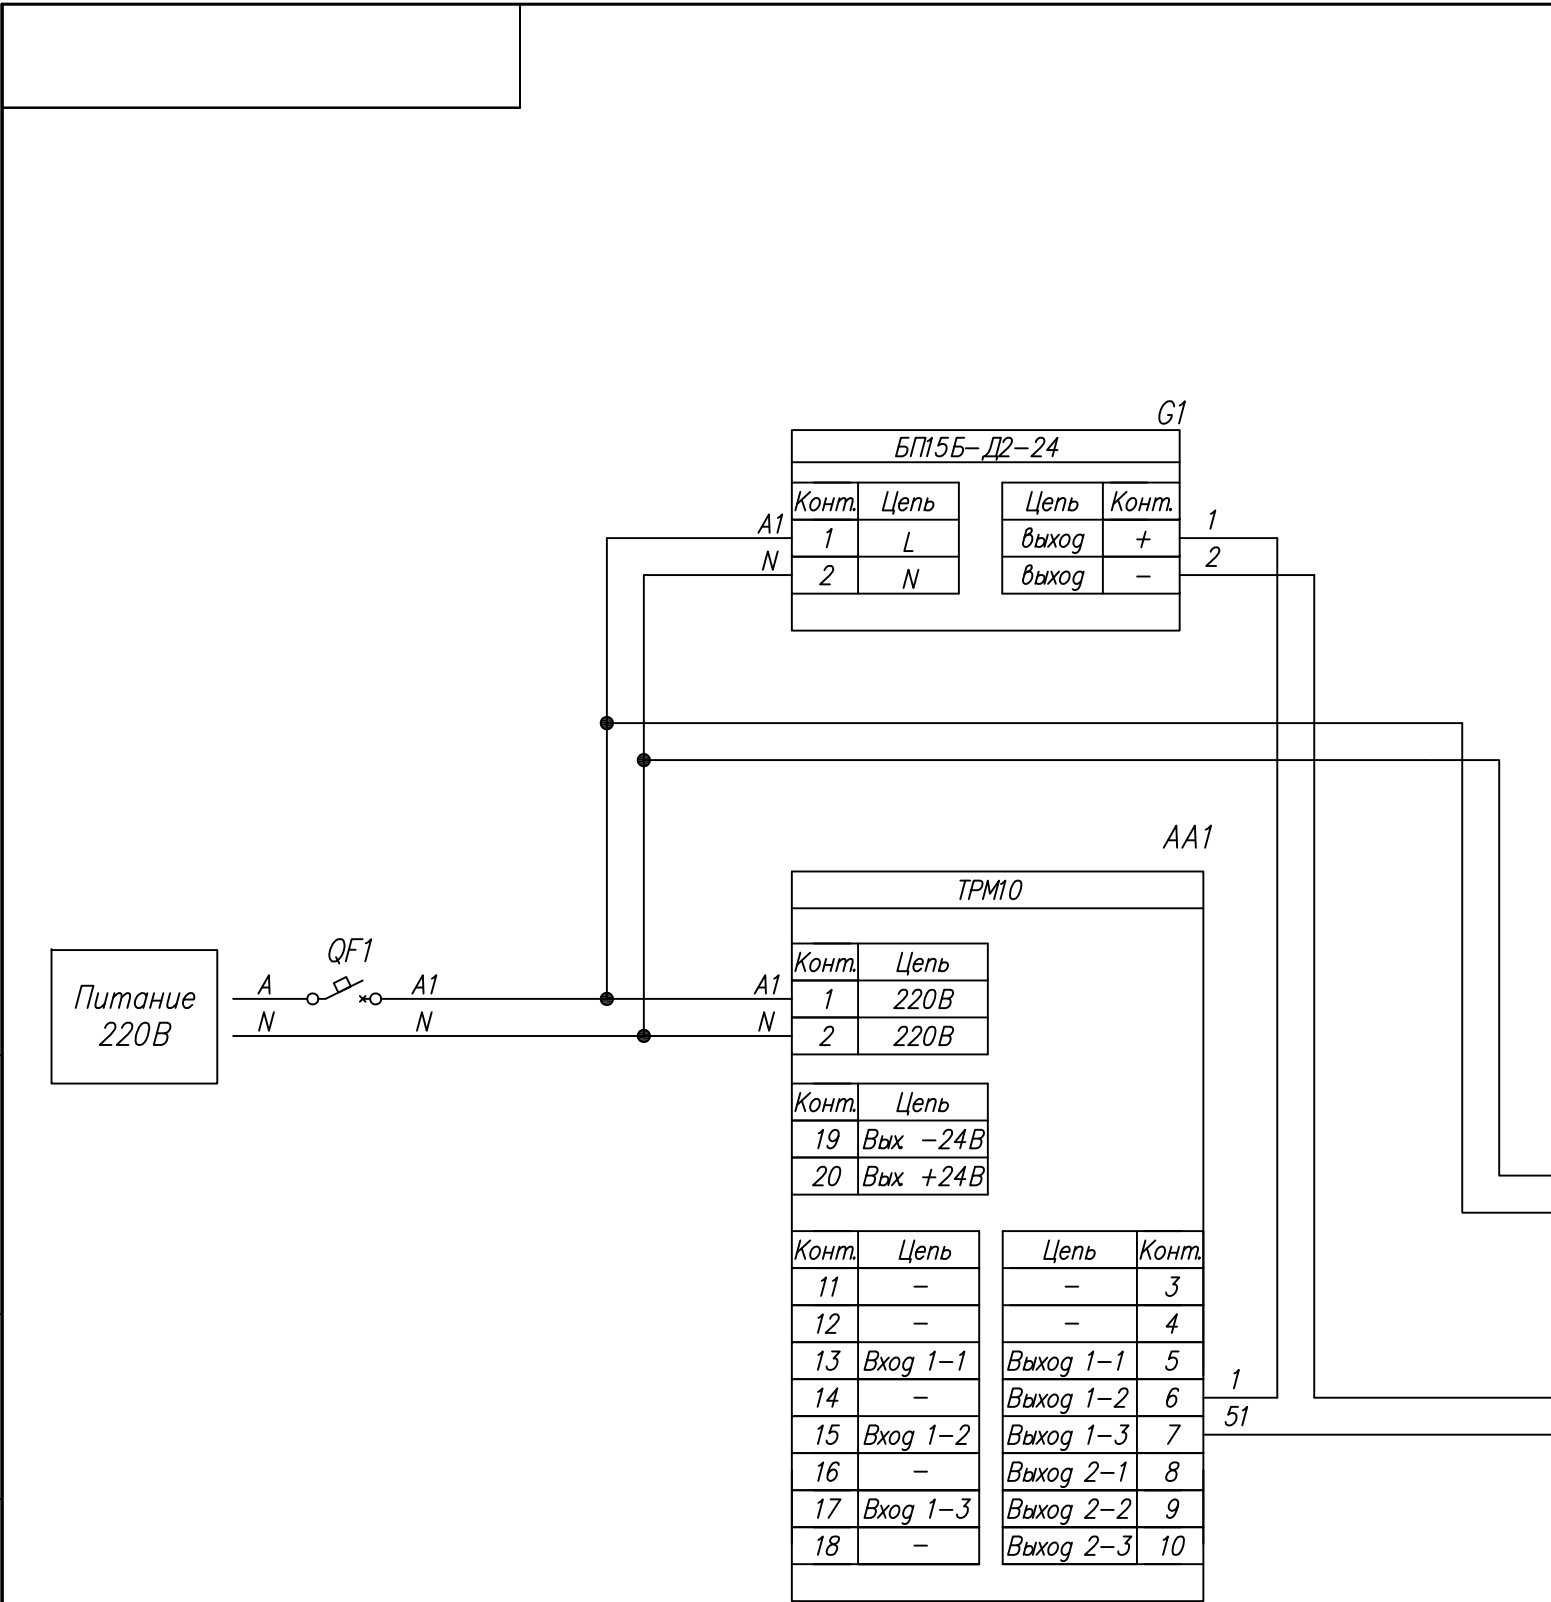 G1
БП15Б-Д2-24
Конт. Цепь Цепь Конт.
A1 1 L выход + 1
N 2 N выход - 2
AA1
ТРМ10
Конт. Цепь
A1 1 220В
N 2 220В
QF1
Питание
220В
A A1
N N
Конт. Цепь
19 Вых. -24В
20 Вых. +24В
Конт. Цепь Цепь Конт.
11 - - 3
12 - - 4
13 Вход 1-1 Выход 1-1 5
14 - Выход 1-2 6 1
15 Вход 1-2 Выход 1-3 7 51
16 - Выход 2-1 8
17 Вход 1-3 Выход 2-2 9
18 - Выход 2-3 10